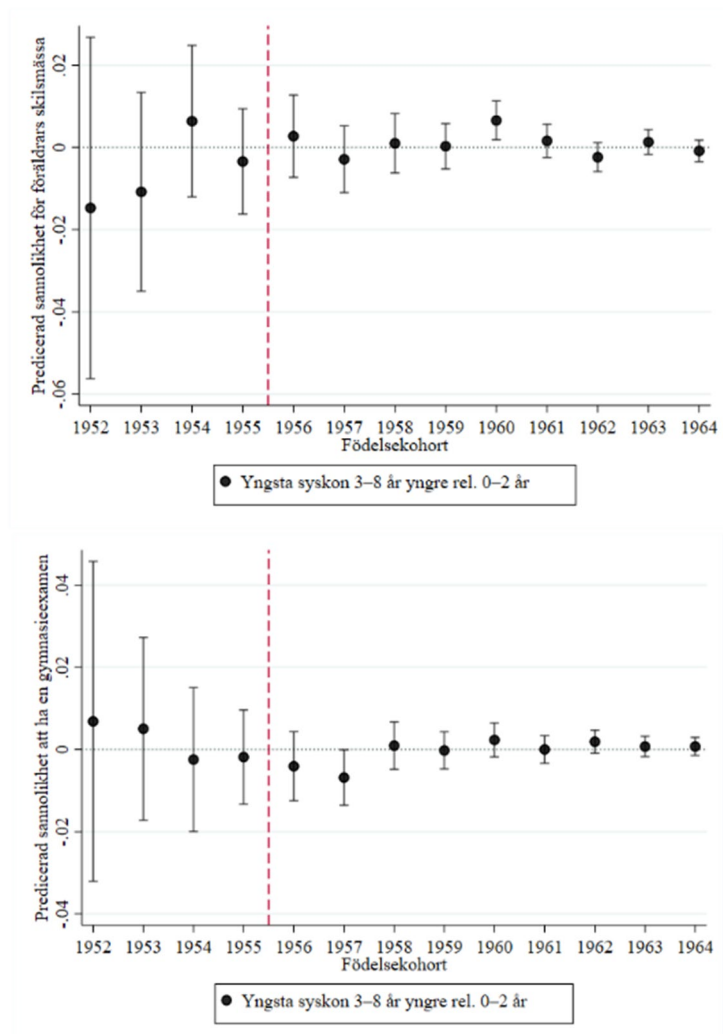 Predicerad sannolikhet för föräldrars skilsmässa
.02
0
-.02
-.04
-.06
1952 1953 1954 1955 1956 1957 1958 1959 1960 1961 1962 1963 1964
Födelsekohort
Yngsta syskon 3–8 år yngre rel. 0–2 år
Predicerad sannolikhet att ha en gymnasieexamen
.04
.02
0
-.02
-.04
1952 1953 1954 1955 1956 1957 1958 1959 1960 1961 1962 1963 1964
Födelsekohort
Yngsta syskon 3–8 år yngre rel. 0–2 år